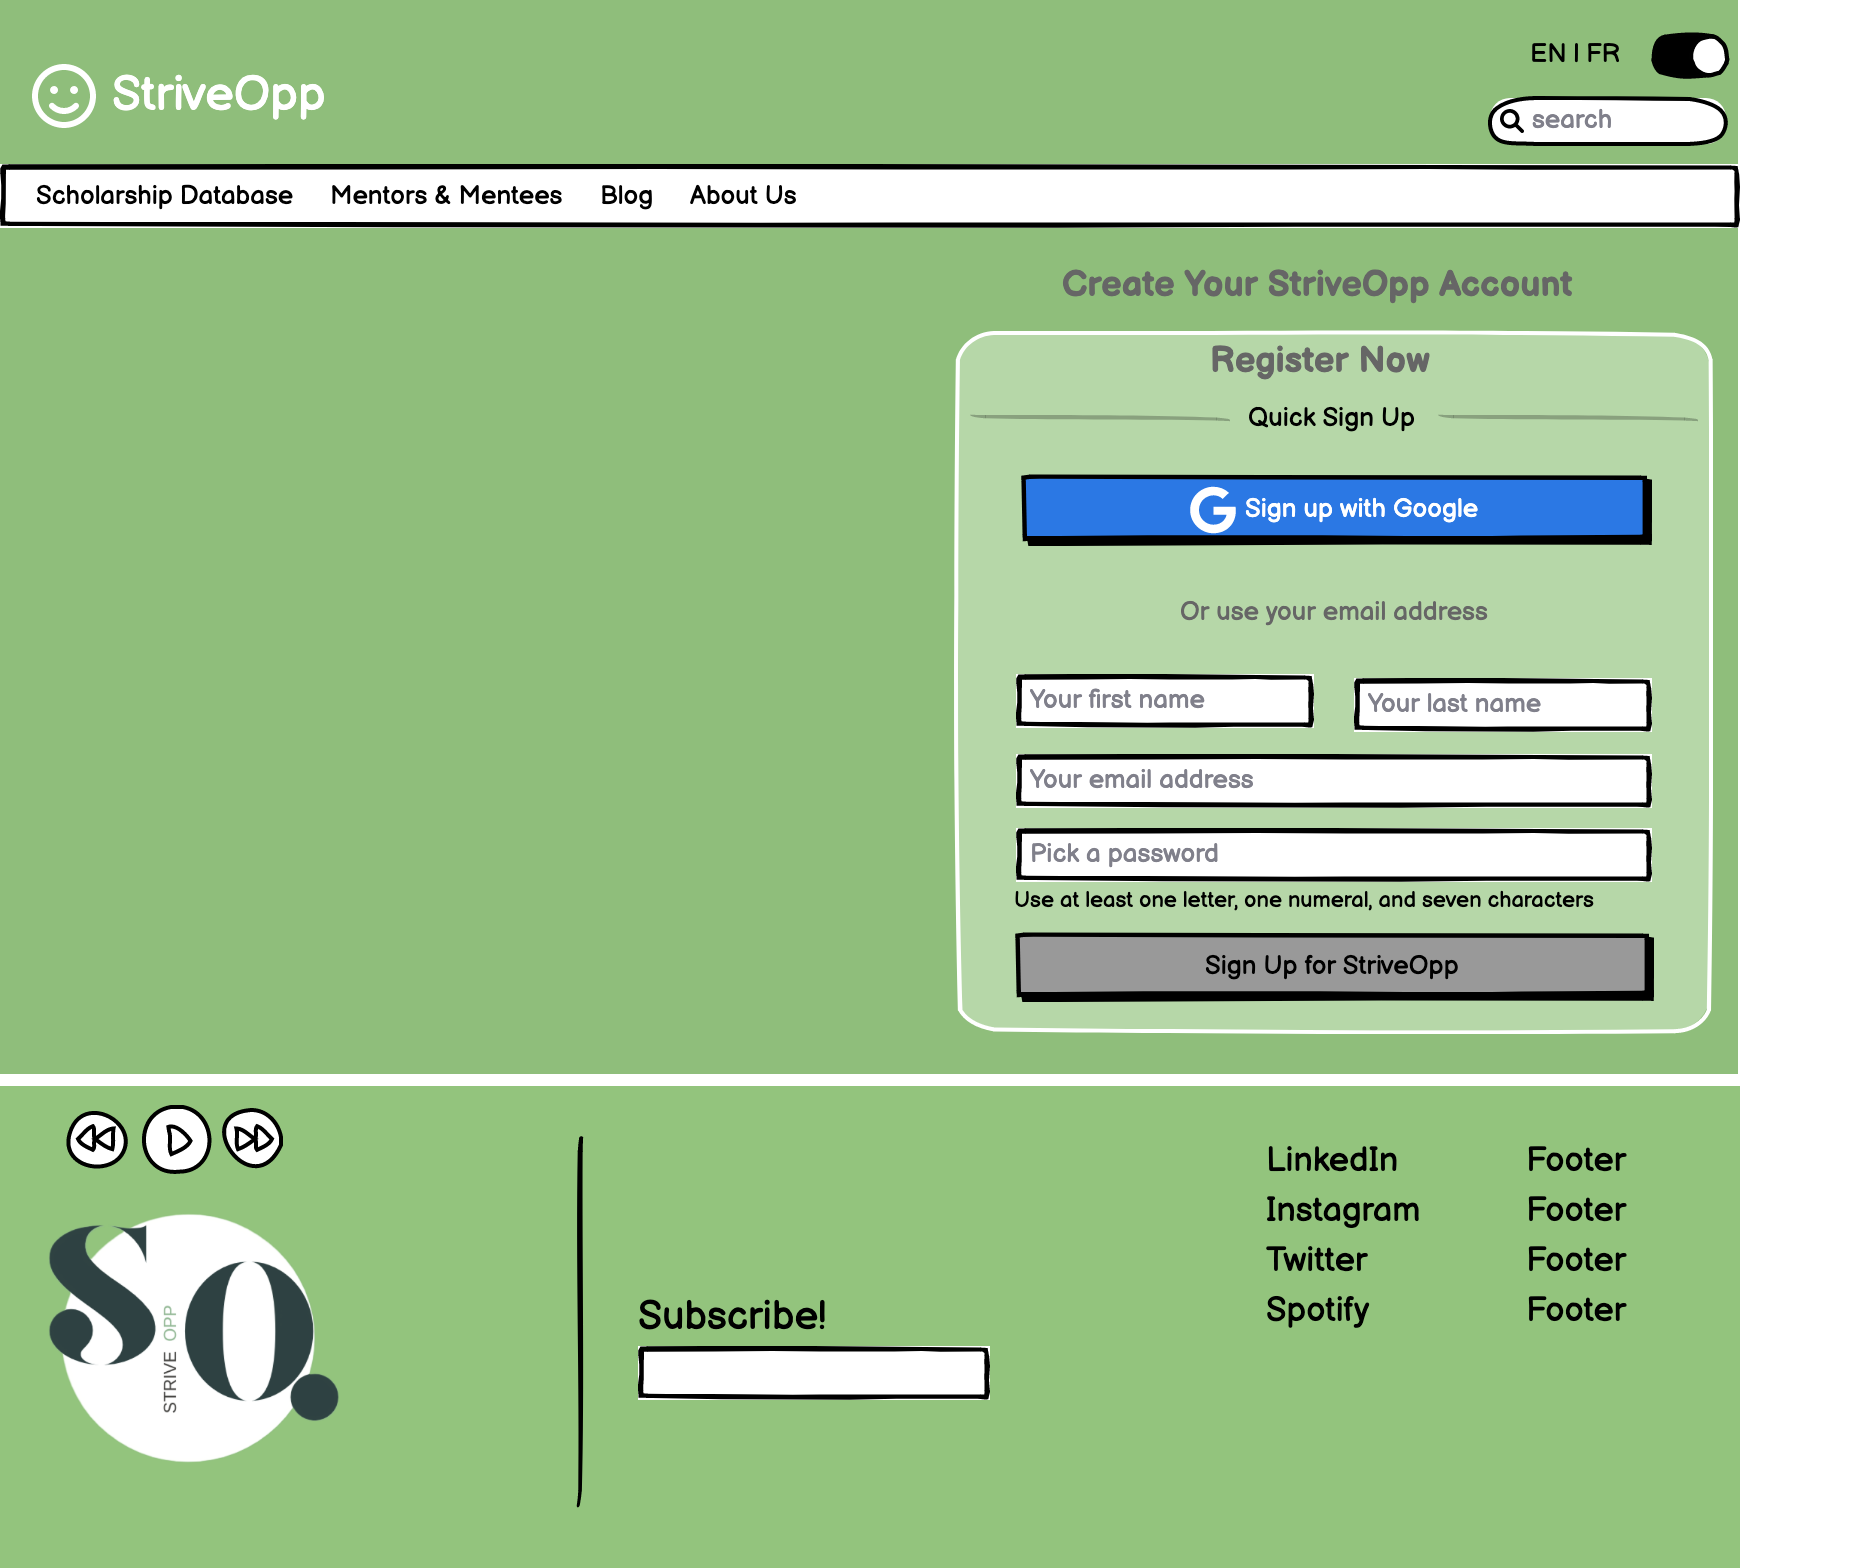 EN | FR
StriveOpp
search
Scholarship Database Mentors & Mentees Blog About Us
Create Your StriveOpp Account
Register Now
Quick Sign Up
G Sign up with Google
Or use your email address
Your first name Your last name
Your email address
Pick a password
Use at least one letter, one numeral, and seven characters
Sign Up for StriveOpp
LinkedIn Footer
Instagram Footer
Twitter Footer
Spotify Footer
SO.
STRIVE OPP
Subscribe!